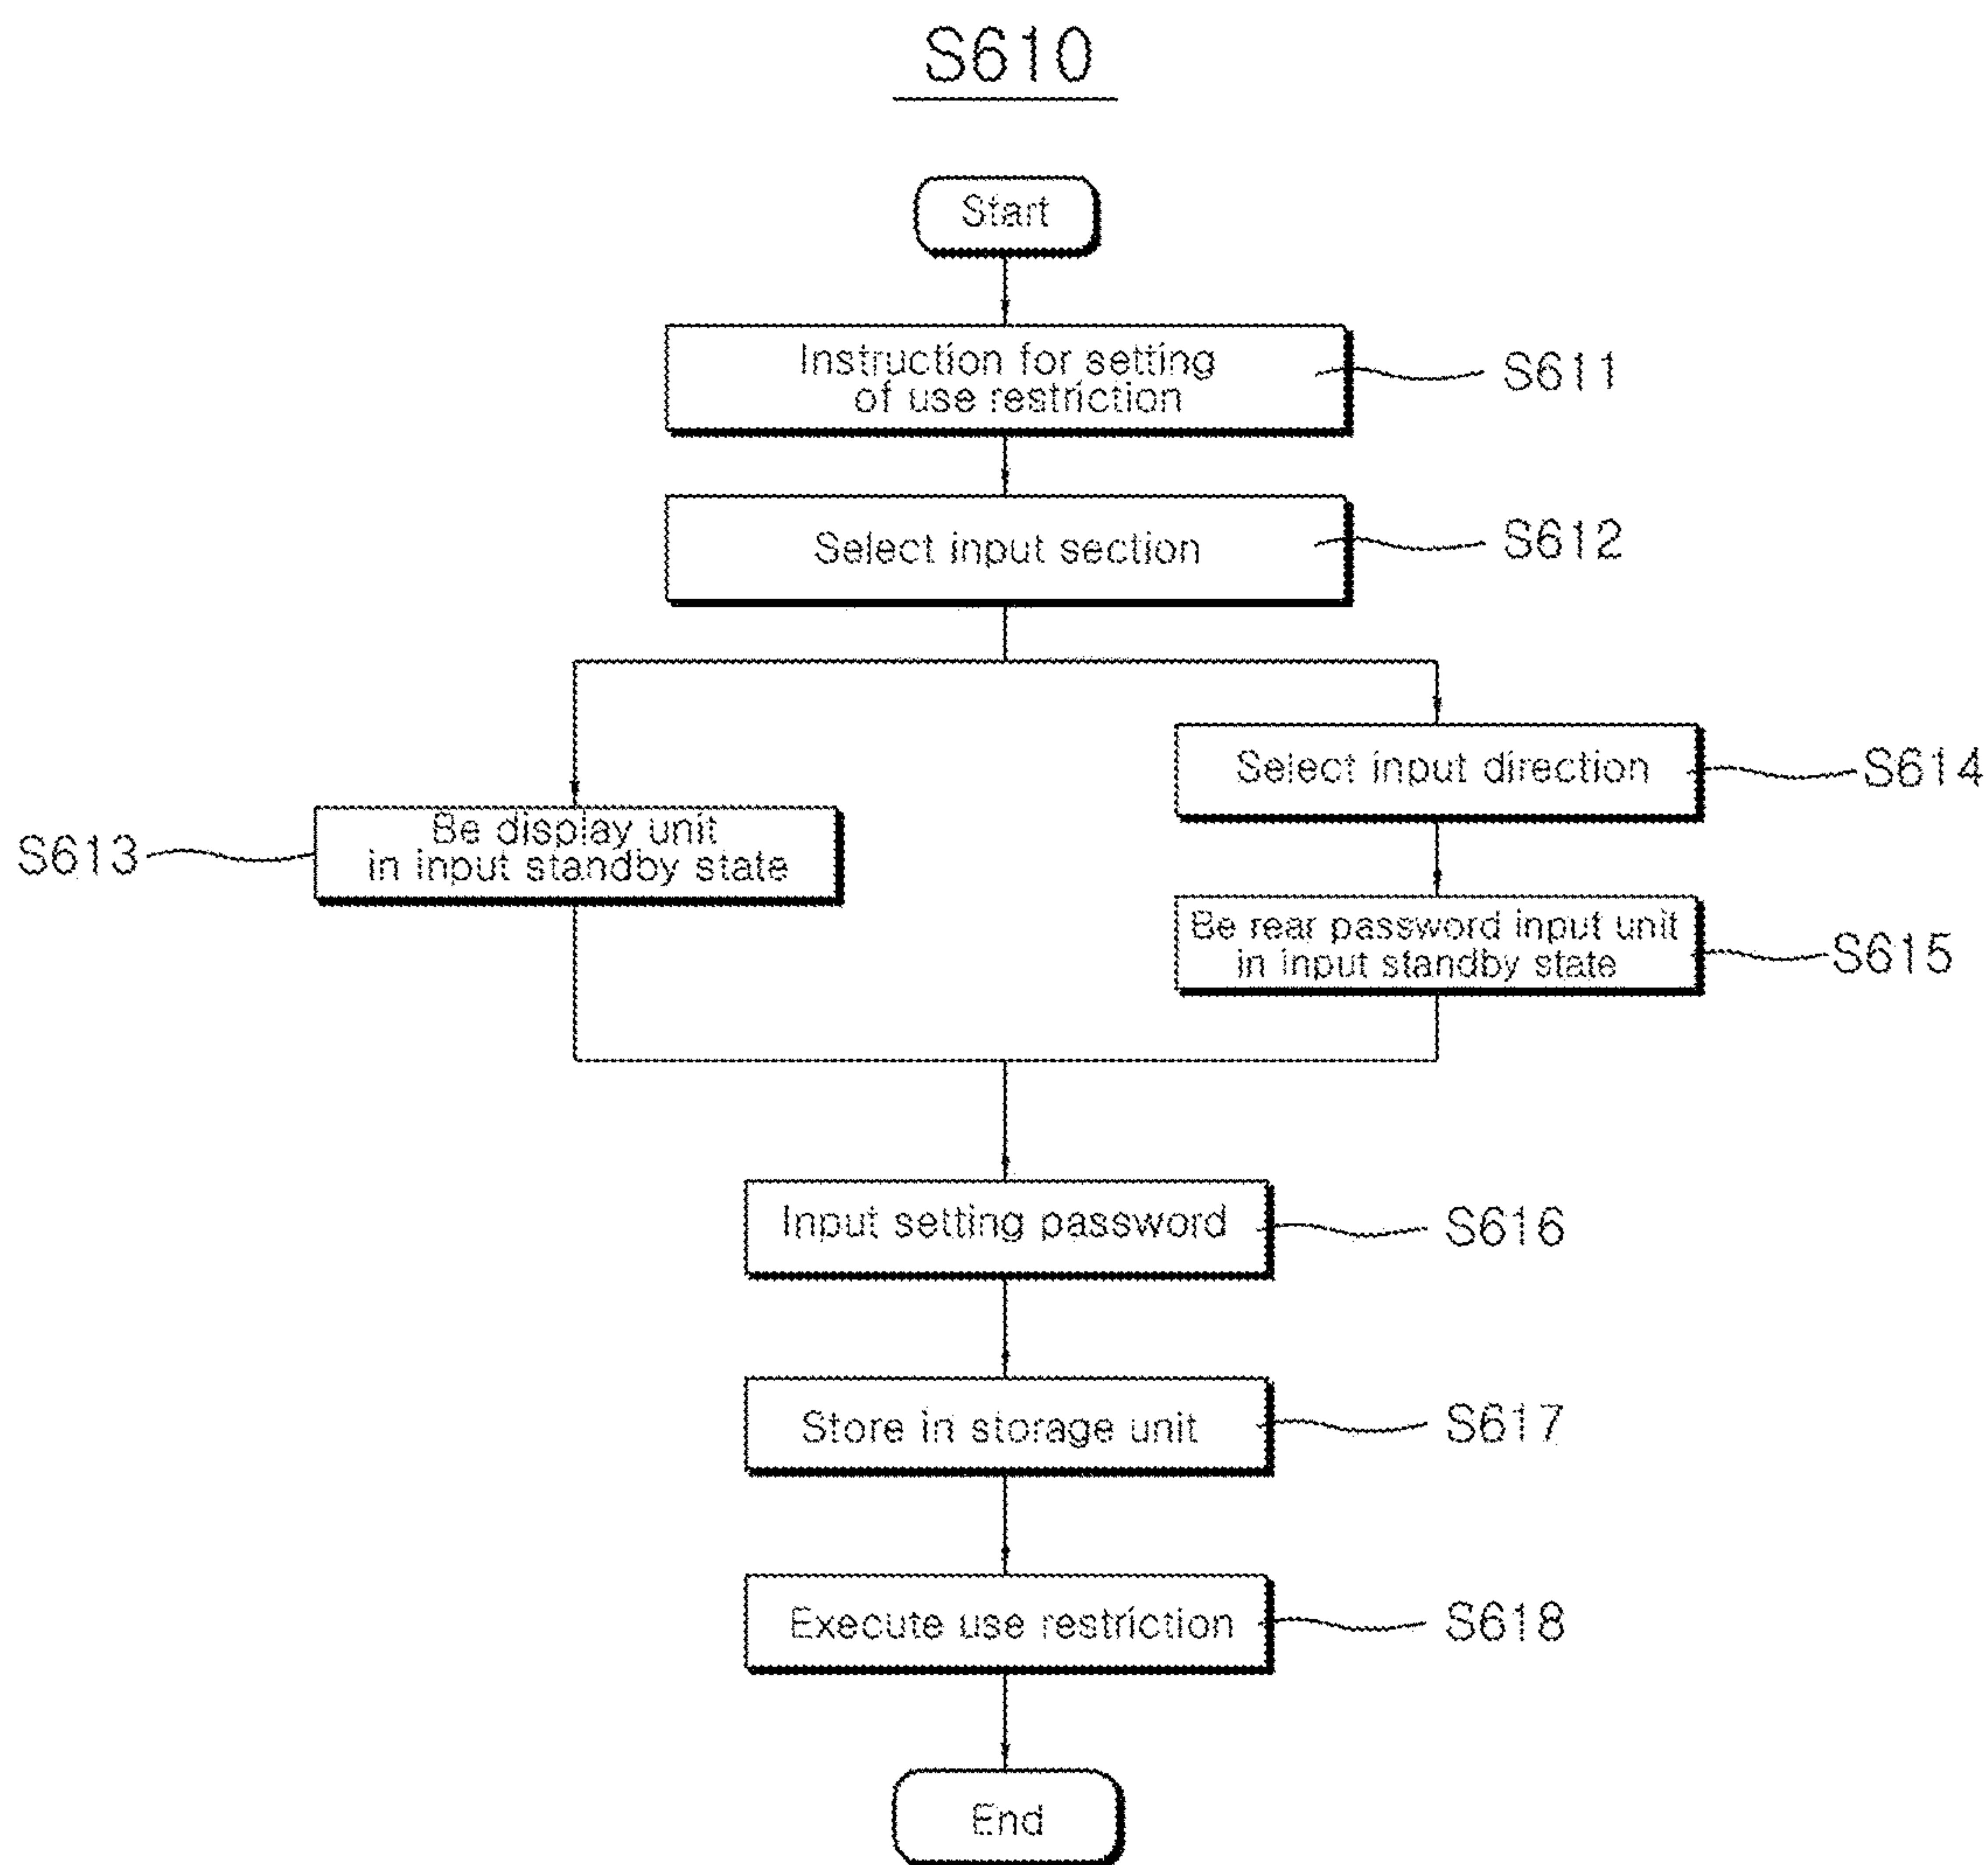 S610
Start
Instruction for setting
of use restriction
S611
Select input section
S612
Select input direction
S614
Be display unit
in input standby state
S613
Be rear password input unit
in input standby state
S615
Input setting password
S616
Store in storage unit
S617
Execute use restriction
S618
End